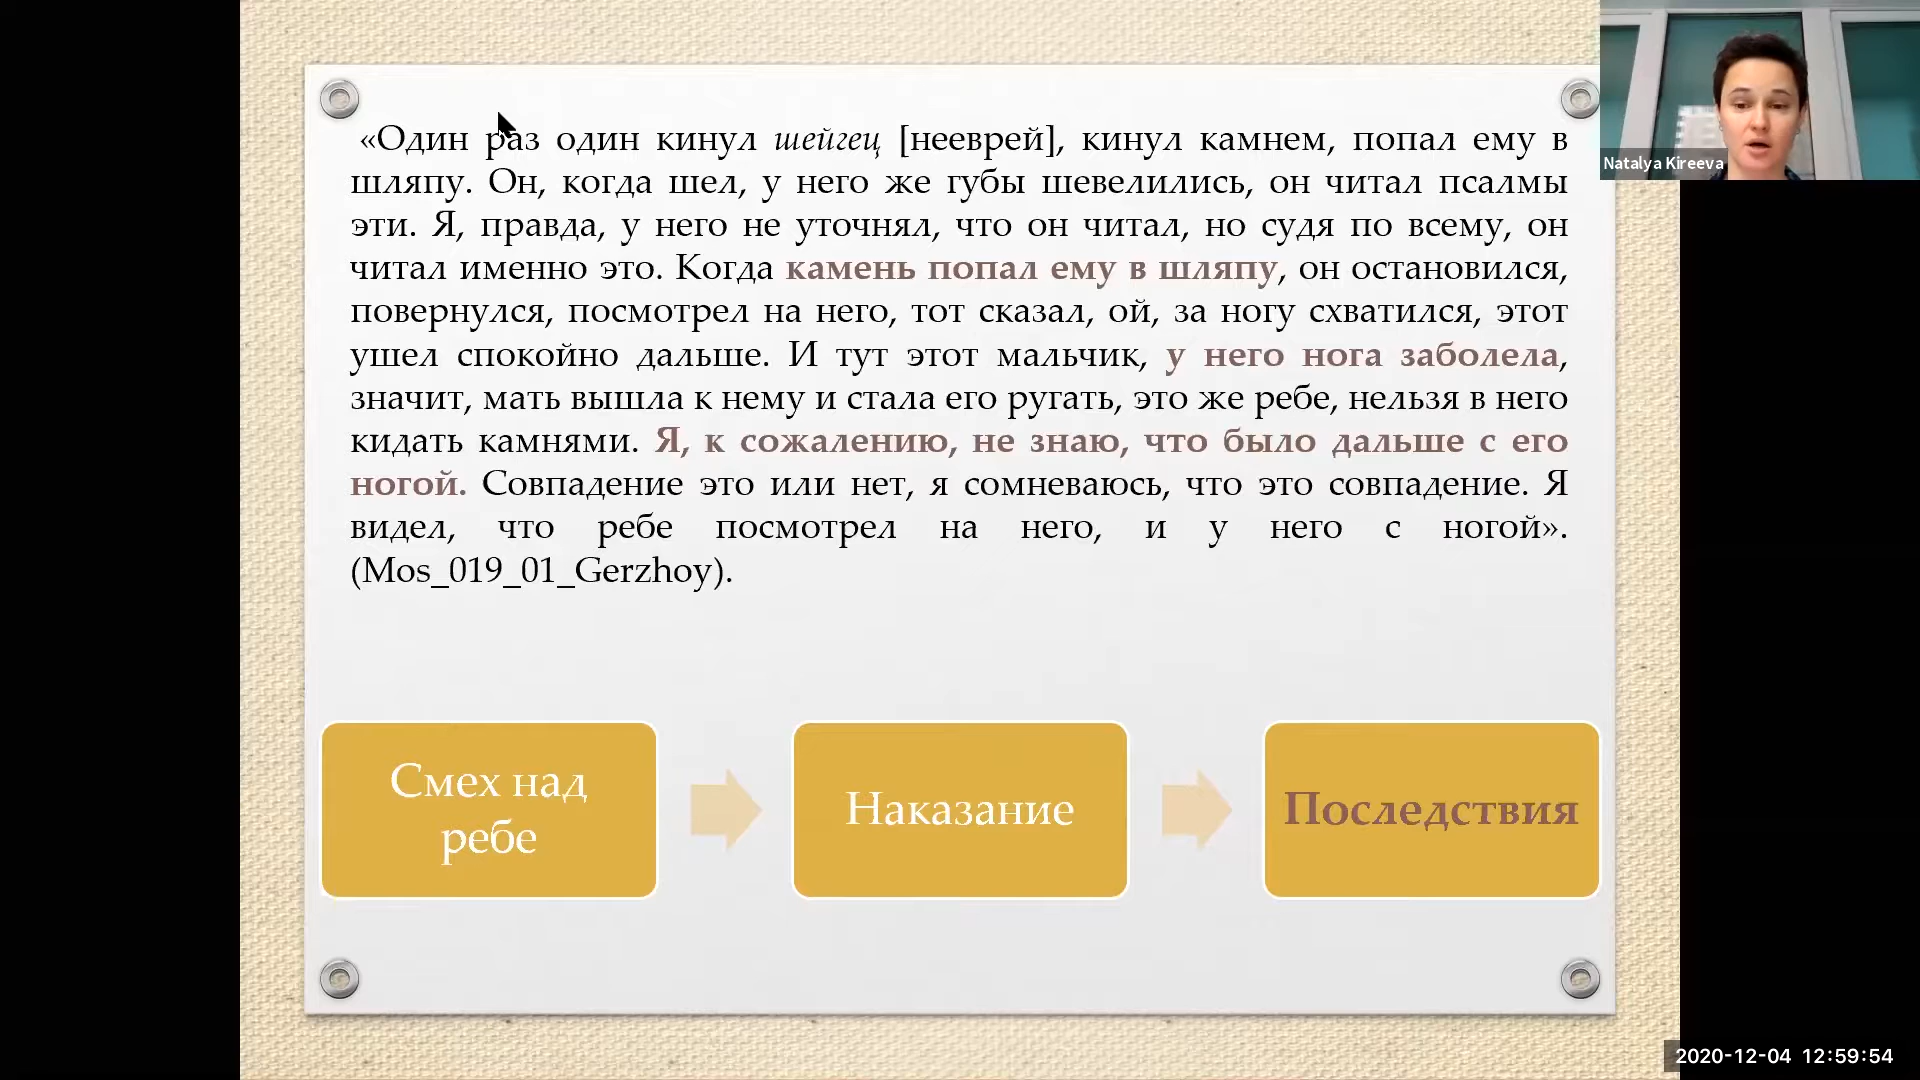 «Один раз один кинул шейгец [нееврей], кинул камнем, попал ему в
шляпу. Он, когда шел, у него же губы шевелились, он читал псалмы
эти. Я, правда, у него не уточнял, что он читал, но судя по всему, он
читал именно это. Когда камень попал ему в шляпу, он остановился,
повернулся, посмотрел на него, тот сказал, ой, за ногу схватился, этот
ушел спокойно дальше. И тут этот мальчик, у него нога заболела,
значит, мать вышла к нему и стала его ругать, это же ребе, нельзя в него
кидать камнями. Я, к сожалению, не знаю, что было дальше с его
ногой. Совпадение это или нет, я сомневаюсь, что это совпадение. Я
видел, что ребе посмотрел на него, и у него с ногой».
(Mos_019_01_Gerzhoy).
Смех над
ребе
Наказание
Последствия
Natalya Kireeva
2020-12-04 12:59:54